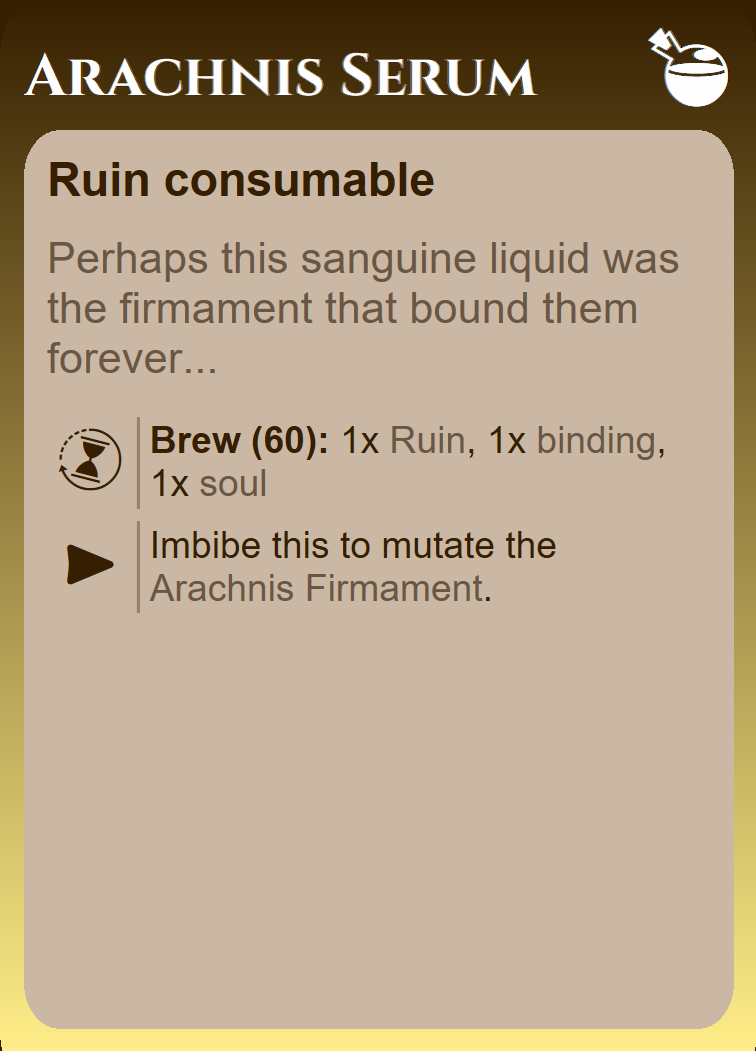 Arachnis Serum
Ruin consumable
Perhaps this sanguine liquid was
the firmament that bound them
forever...
Brew (60): 1x Ruin, 1x binding,
1x soul
Imbibe this to mutate the
Arachnis Firmament.